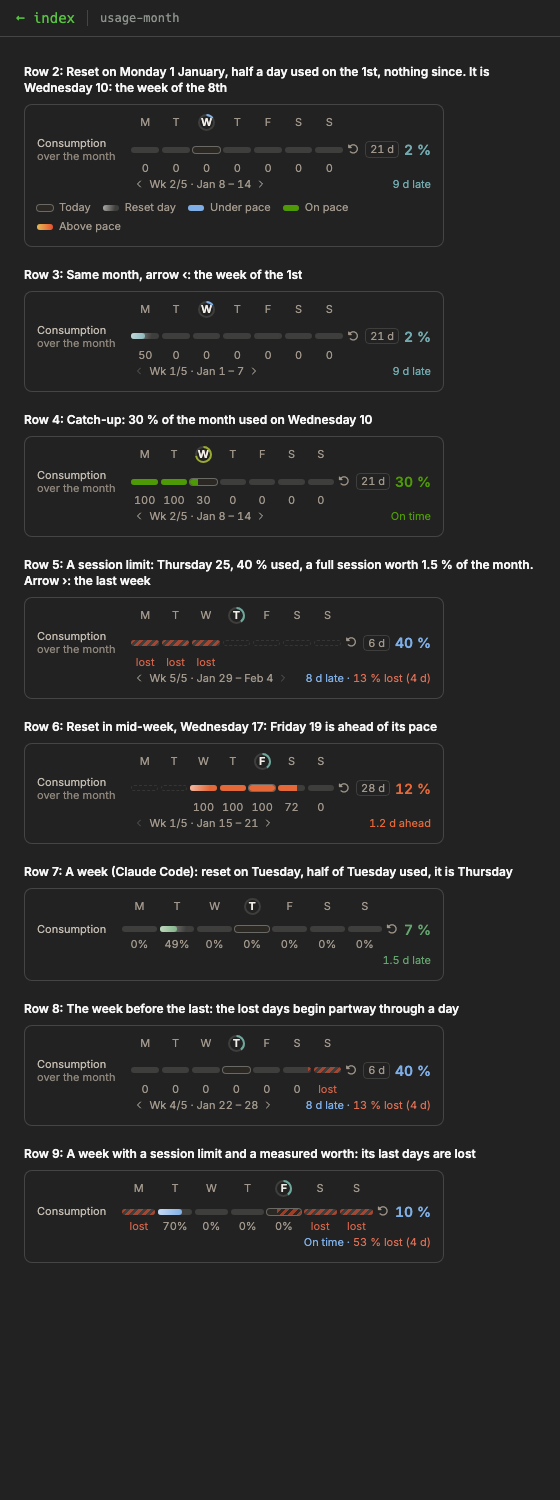 ← index usage-month
Row 2: Reset on Monday 1 January, half a day used on the 1st, nothing since. It is
Wednesday 10: the week of the 8th
M T W T F S S
Consumption
over the month
21 d 2 %
0 0 0 0 0 0
‹ Wk 2/5 · Jan 8 – 14 › 9 d late
Today Reset day Under pace On pace
Above pace
Row 3: Same month, arrow ‹: the week of the 1st
M T W T F S S
Consumption
over the month
21 d 2 %
50 0 0 0 0 0 0
‹ Wk 1/5 · Jan 1 – 7 › 9 d late
Row 4: Catch-up: 30 % of the month used on Wednesday 10
M T W T F S S
Consumption
over the month
21 d 30 %
100 100 30 0 0 0 0
‹ Wk 2/5 · Jan 8 – 14 › On time
Row 5: A session limit: Thursday 25, 40 % used, a full session worth 1.5 % of the month.
Arrow ›: the last week
M T W T F S S
Consumption
over the month
6 d 40 %
lost lost lost
‹ Wk 5/5 · Jan 29 – Feb 4 › 8 d late · 13 % lost (4 d)
Row 6: Reset in mid-week, Wednesday 17: Friday 19 is ahead of its pace
M T W T F S S
Consumption
over the month
28 d 12 %
100 100 100 72 0
‹ Wk 1/5 · Jan 15 – 21 › 1.2 d ahead
Row 7: A week (Claude Code): reset on Tuesday, half of Tuesday used, it is Thursday
M T W T F S S
Consumption 7 %
0% 49% 0% 0% 0% 0% 0%
1.5 d late
Row 8: The week before the last: the lost days begin partway through a day
M T W T F S S
Consumption
over the month
6 d 40 %
0 0 0 0 0 0 lost
‹ Wk 4/5 · Jan 22 – 28 › 8 d late · 13 % lost (4 d)
Row 9: A week with a session limit and a measured worth: its last days are lost
M T W T F S S
Consumption 10 %
lost 70% 0% 0% 0% lost lost
On time · 53 % lost (4 d)